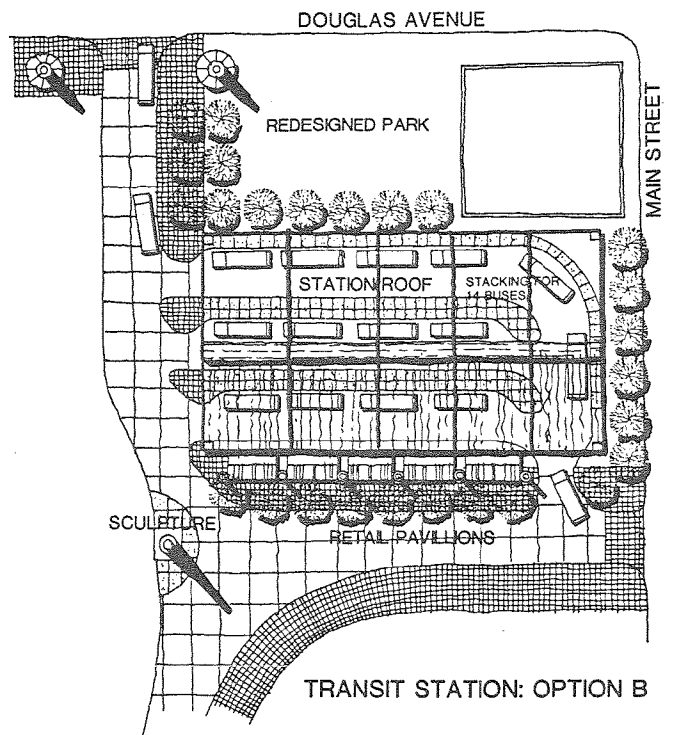 DOUGLAS AVENUE
MAIN STREET
REDESIGNED PARK
STATION ROOF
STACKING FOR
14 BUSES
SCULPTURE
RETAIL PAVILLIONS
TRANSIT STATION: OPTION B